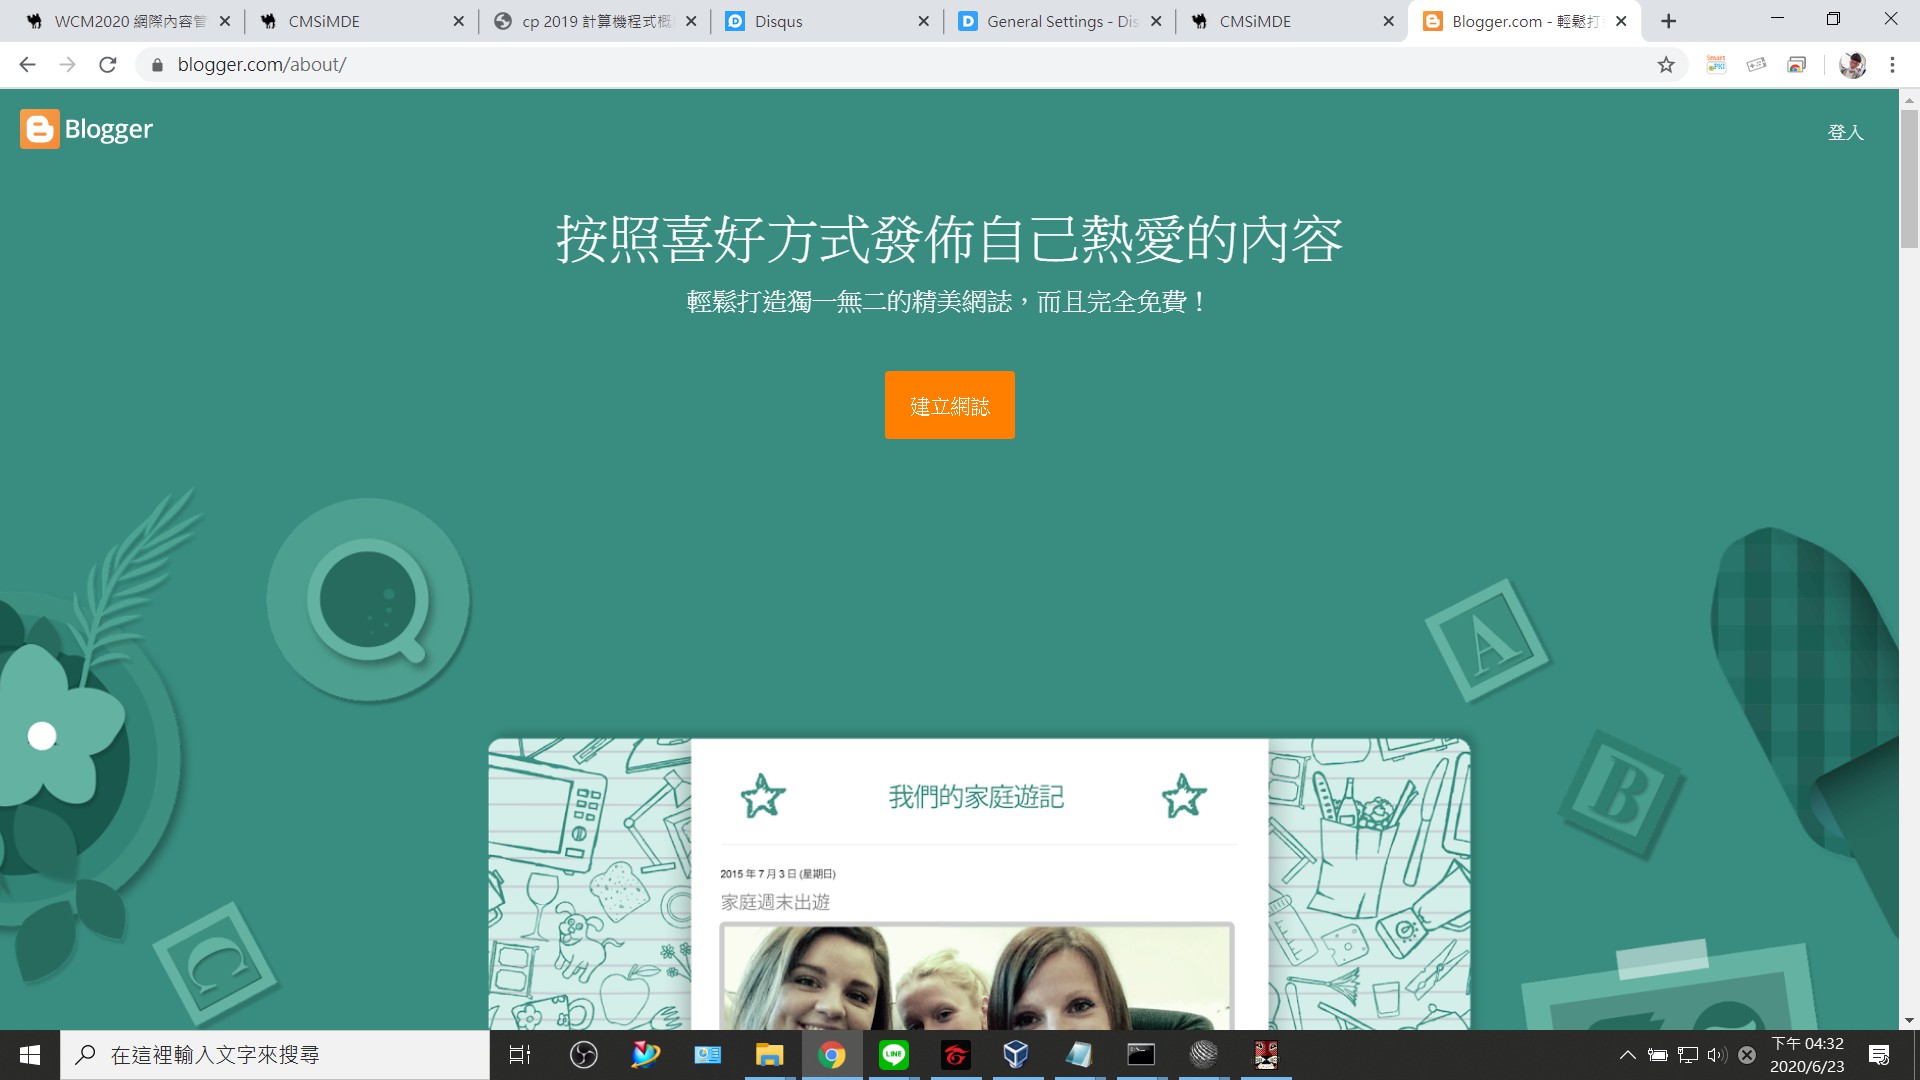 WCM2020 網際內容管
CMSiMDE
cp 2019 計算機程式概
Disqus
General Settings - Dis
CMSiMDE
Blogger.com - 輕鬆打
blogger.com/about/
Smart
PKI
Blogger
登入
按照喜好方式發佈自己熱愛的內容
輕鬆打造獨一無二的精美網誌，而且完全免費！
建立網誌
A
B
C
我們的家庭遊記
2015 年 7 月 3 日 (星期日)
家庭週末出遊
在這裡輸入文字來搜尋
LINE
下午 04:32
2020/6/23